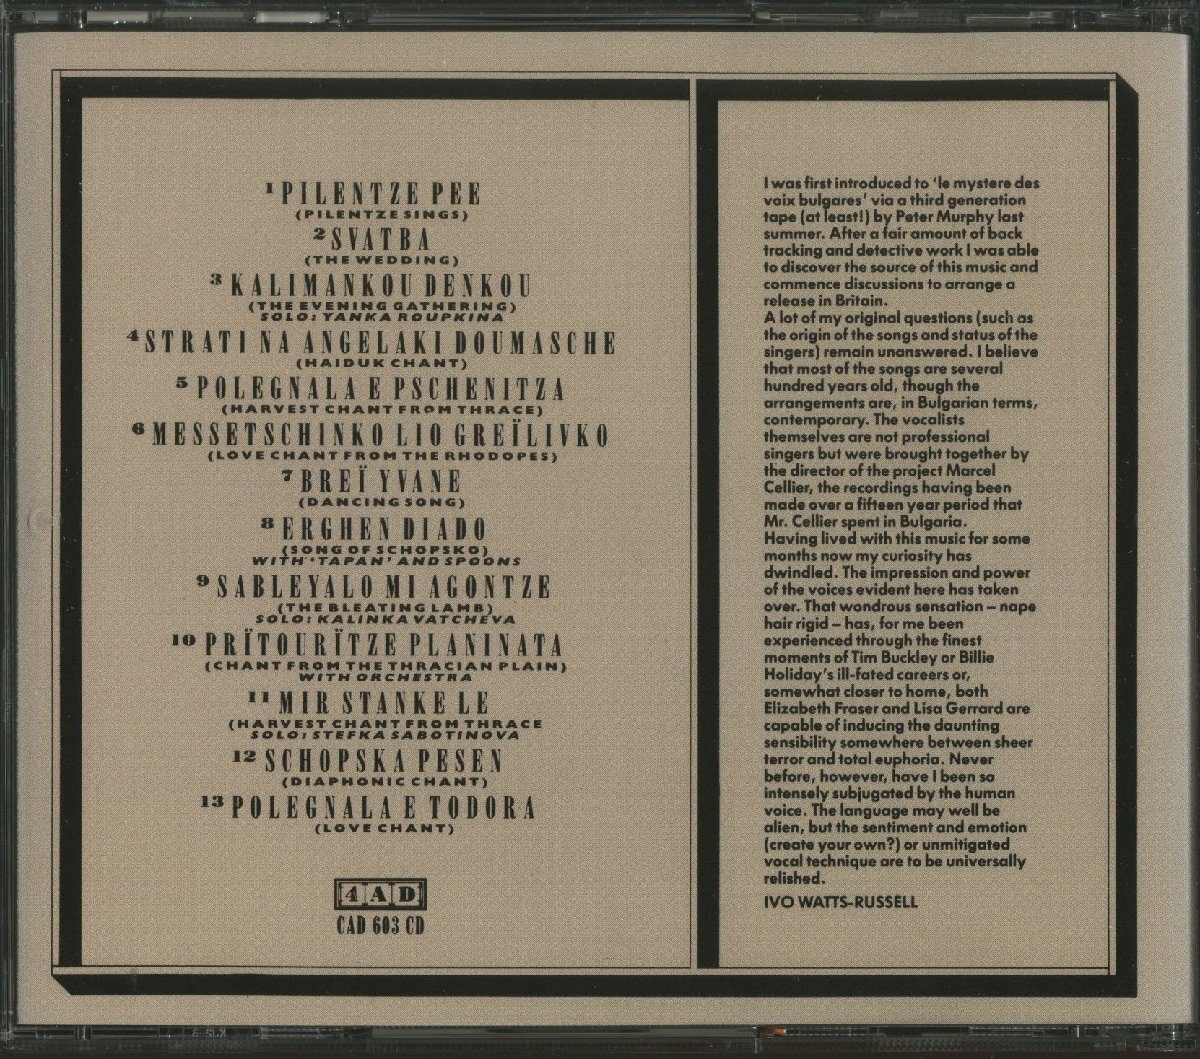 1 PILENTZE PEE
(PILENTZE SINGS)
2 SVATBA
(THE WEDDING)
3 KALIMANKOU DENKOU
(THE EVENING GATHERING)
SOLO: YANKA ROUPKINA
4 STRATI NA ANGELAKI DOUMASCHE
(HAIDUK CHANT)
5 POLEGNALA E PSCHENITZA
(HARVEST CHANT FROM THRACE)
6 MESSETSCHINKO LIO GREÏLIVKO
(LOVE CHANT FROM THE RHODOPES)
7 BREÏ YVANE
(DANCING SONG)
8 ERGHEN DIADO
(SONG OF SCHOPSKO)
WITH 'TAPAN' AND SPOONS
9 SABLEYALO MI AGONTZE
(THE BLEATING LAMB)
SOLO: KALINKA VATCHEVA
10 PRÏTOURÏTZE PLANINATA
(CHANT FROM THE THRACIAN PLAIN)
WITH ORCHESTRA
11 MIR STANKE LE
(HARVEST CHANT FROM THRACE
SOLO: STEFKA SABOTINOVA
12 SCHOPSKA PESEN
(DIAPHONIC CHANT)
13 POLEGNALA E TODORA
(LOVE CHANT)
4AD
CAD 603 CD
I was first introduced to 'le mystere des
voix bulgares' via a third generation
tape (at least!) by Peter Murphy last
summer. After a fair amount of back
tracking and detective work I was able
to discover the source of this music and
commence discussions to arrange a
release in Britain.
A lot of my original questions (such as
the origin of the songs and status of the
singers) remain unanswered. I believe
that most of the songs are several
hundred years old, though the
arrangements are, in Bulgarian terms,
contemporary. The vocalists
themselves are not professional
singers but were brought together by
the director of the project Marcel
Cellier, the recordings having been
made over a fifteen year period that
Mr. Cellier spent in Bulgaria.
Having lived with this music for some
months now my curiosity has
dwindled. The impression and power
of the voices evident here has taken
over. That wondrous sensation – nape
hair rigid – has, for me been
experienced through the finest
moments of Tim Buckley or Billie
Holiday's ill-fated careers or,
somewhat closer to home, both
Elizabeth Fraser and Lisa Gerrard are
capable of inducing the daunting
sensibility somewhere between sheer
terror and total euphoria. Never
before, however, have I been so
intensely subjugated by the human
voice. The language may well be
alien, but the sentiment and emotion
(create your own?) or unmitigated
vocal technique are to be universally
relished.
IVO WATTS-RUSSELL